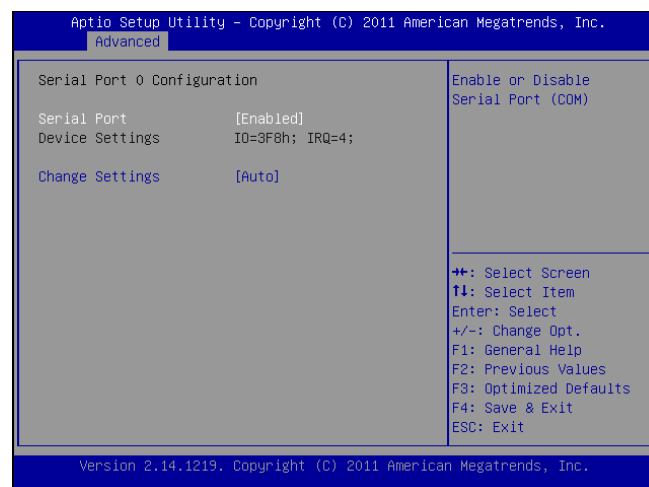 Aptio Setup Utility – Copyright (C) 2011 American Megatrends, Inc.
Advanced
Serial Port 0 Configuration
Serial Port [Enabled]
Device Settings IO=3F8h; IRQ=4;
Change Settings [Auto]
Enable or Disable
Serial Port (COM)
→←: Select Screen
↑↓: Select Item
Enter: Select
+/-: Change Opt.
F1: General Help
F2: Previous Values
F3: Optimized Defaults
F4: Save & Exit
ESC: Exit
Version 2.14.1219. Copyright (C) 2011 American Megatrends, Inc.